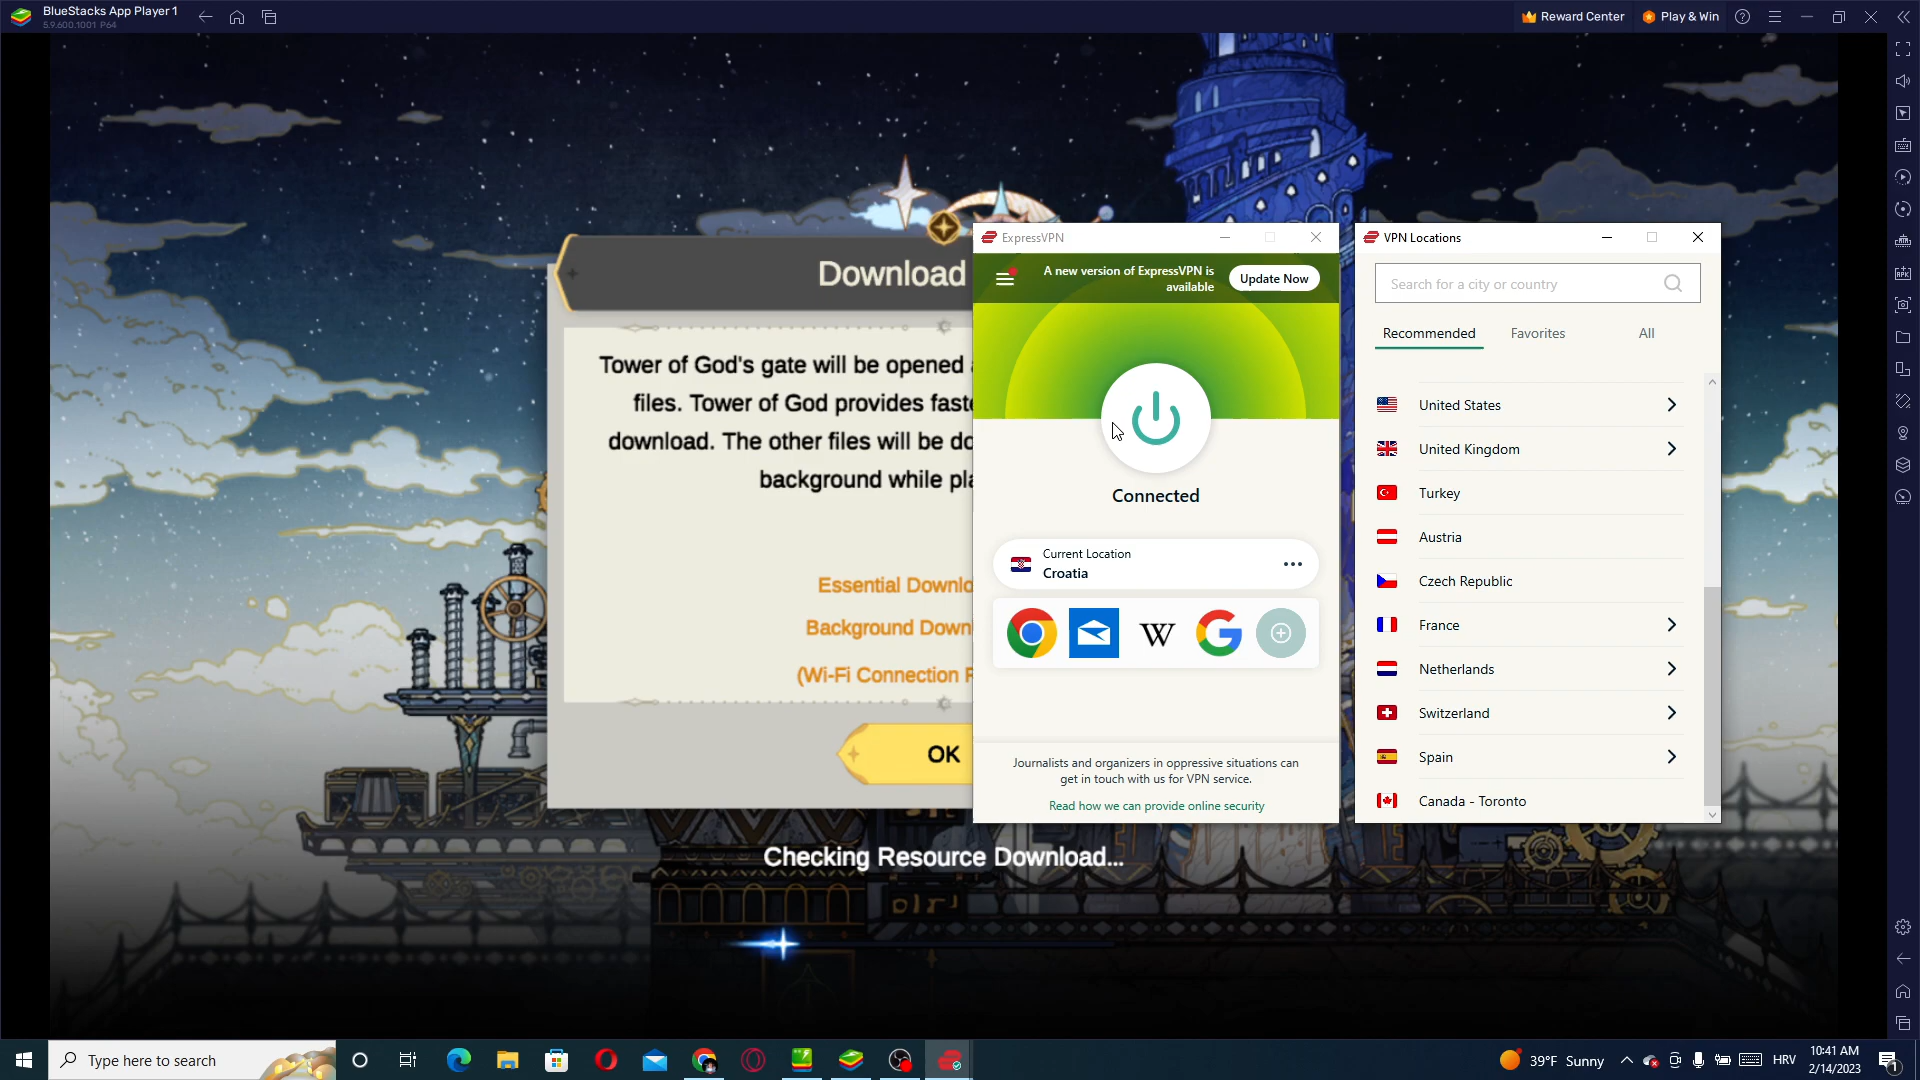 BlueStacks App Player 1
5.9.600.1001 P64
Reward Center
Play & Win
Download
Tower of God's gate will be opened
files. Tower of God provides faste
download. The other files will be do
background while pla
Essential Downlo
Background Down
(Wi-Fi Connection
OK
Checking Resource Download...
ExpressVPN
A new version of ExpressVPN is
available
Update Now
Connected
Current Location
Croatia
W
Journalists and organizers in oppressive situations can
get in touch with us for VPN service.
Read how we can provide online security
VPN Locations
Search for a city or country
Recommended
Favorites
All
United States
United Kingdom
Turkey
Austria
Czech Republic
France
Netherlands
Switzerland
Spain
Canada - Toronto
Type here to search
39°F Sunny
HRV
10:41 AM
2/14/2023
1